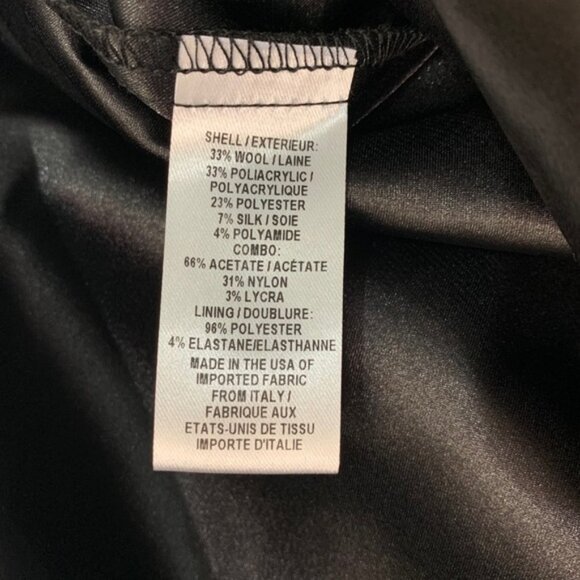 SHELL / EXTERIEUR:
33% WOOL / LAINE
33% POLIACRYLIC /
POLYACRYLIQUE
23% POLYESTER
7% SILK / SOIE
4% POLYAMIDE
COMBO:
66% ACETATE / ACÉTATE
31% NYLON
3% LYCRA
LINING / DOUBLURE:
96% POLYESTER
4% ELASTANE/ELASTHANNE
MADE IN THE USA OF
IMPORTED FABRIC
FROM ITALY /
FABRIQUE AUX
ETATS-UNIS DE TISSU
IMPORTE D'ITALIE